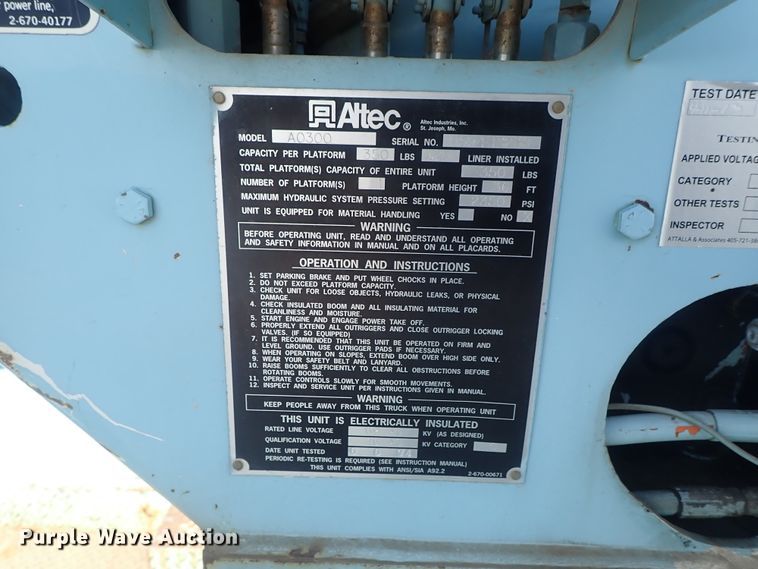 power line,
2-670-40177
Altec®
Altec Industries, Inc.
St. Joseph, Mo.
MODEL AO300 SERIAL NO.
CAPACITY PER PLATFORM 350 LBS LINER INSTALLED
TOTAL PLATFORM(S) CAPACITY OF ENTIRE UNIT 350 LBS
NUMBER OF PLATFORM(S) PLATFORM HEIGHT FT
MAXIMUM HYDRAULIC SYSTEM PRESSURE SETTING PSI
UNIT IS EQUIPPED FOR MATERIAL HANDLING YES NO
WARNING
BEFORE OPERATING UNIT, READ AND UNDERSTAND ALL OPERATING
AND SAFETY INFORMATION IN MANUAL AND ON ALL PLACARDS.
OPERATION AND INSTRUCTIONS
1. SET PARKING BRAKE AND PUT WHEEL CHOCKS IN PLACE.
2. DO NOT EXCEED PLATFORM CAPACITY.
3. CHECK UNIT FOR LOOSE OBJECTS, HYDRAULIC LEAKS, OR PHYSICAL
DAMAGE.
4. CHECK INSULATED BOOM AND ALL INSULATING MATERIAL FOR
CLEANLINESS AND MOISTURE.
5. START ENGINE AND ENGAGE POWER TAKE OFF.
6. PROPERLY EXTEND ALL OUTRIGGERS AND CLOSE OUTRIGGER LOCKING
VALVES. (IF SO EQUIPPED)
7. IT IS RECOMMENDED THAT THIS UNIT BE OPERATED ON FIRM AND
LEVEL GROUND. USE OUTRIGGER PADS IF NECESSARY.
8. WHEN OPERATING ON SLOPES, EXTEND BOOM OVER HIGH SIDE ONLY.
9. WEAR YOUR SAFETY BELT AND LANYARD.
10. RAISE BOOMS SUFFICIENTLY TO CLEAR ALL OBSTRUCTIONS BEFORE
ROTATING BOOMS.
11. OPERATE CONTROLS SLOWLY FOR SMOOTH MOVEMENTS.
12. INSPECT AND SERVICE UNIT PER INSTRUCTIONS GIVEN IN MANUAL.
WARNING
KEEP PEOPLE AWAY FROM THIS TRUCK WHEN OPERATING UNIT
THIS UNIT IS ELECTRICALLY INSULATED
RATED LINE VOLTAGE KV (AS DESIGNED)
QUALIFICATION VOLTAGE KV CATEGORY
DATE UNIT TESTED
PERIODIC RE-TESTING IS REQUIRED (SEE INSTRUCTION MANUAL)
THIS UNIT COMPLIES WITH ANSI/SIA A92.2
2-670-00671
TEST DATE
TESTIN
APPLIED VOLTAG
CATEGORY
OTHER TESTS
INSPECTOR
ATTALLA & Associates 405-721-38
Purple Wave Auction
Purple Wave Auction